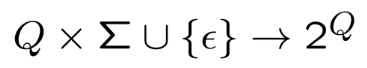 Q × Σ ∪ {ϵ} → 2^Q